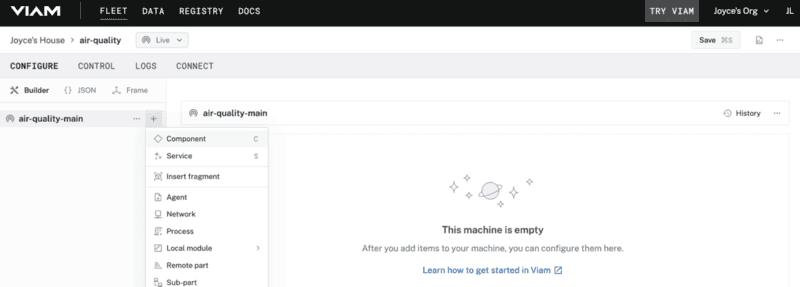 VIAM FLEET DATA REGISTRY DOCS TRY VIAM Joyce's Org JL
Joyce's House > air-quality Live Save ⌘S
CONFIGURE CONTROL LOGS CONNECT
Builder {} JSON Frame
air-quality-main ... +
air-quality-main History ...
Component C
Service S
Insert fragment
Agent
Network
Process
Local module >
Remote part
Sub-part
This machine is empty
After you add items to your machine, you can configure them here.
Learn how to get started in Viam